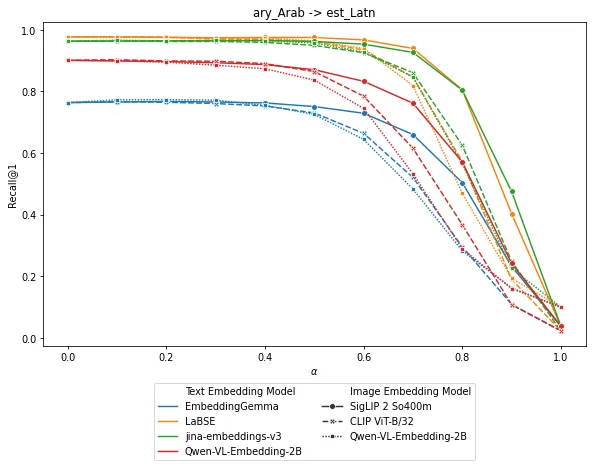 ary_Arab -> est_Latn
1.0
0.8
0.6
0.4
0.2
0.0
Recall@1
0.0 0.2 0.4 0.6 0.8 1.0
α
Text Embedding Model
EmbeddingGemma
LaBSE
jina-embeddings-v3
Qwen-VL-Embedding-2B
Image Embedding Model
SigLIP 2 So400m
CLIP ViT-B/32
Qwen-VL-Embedding-2B